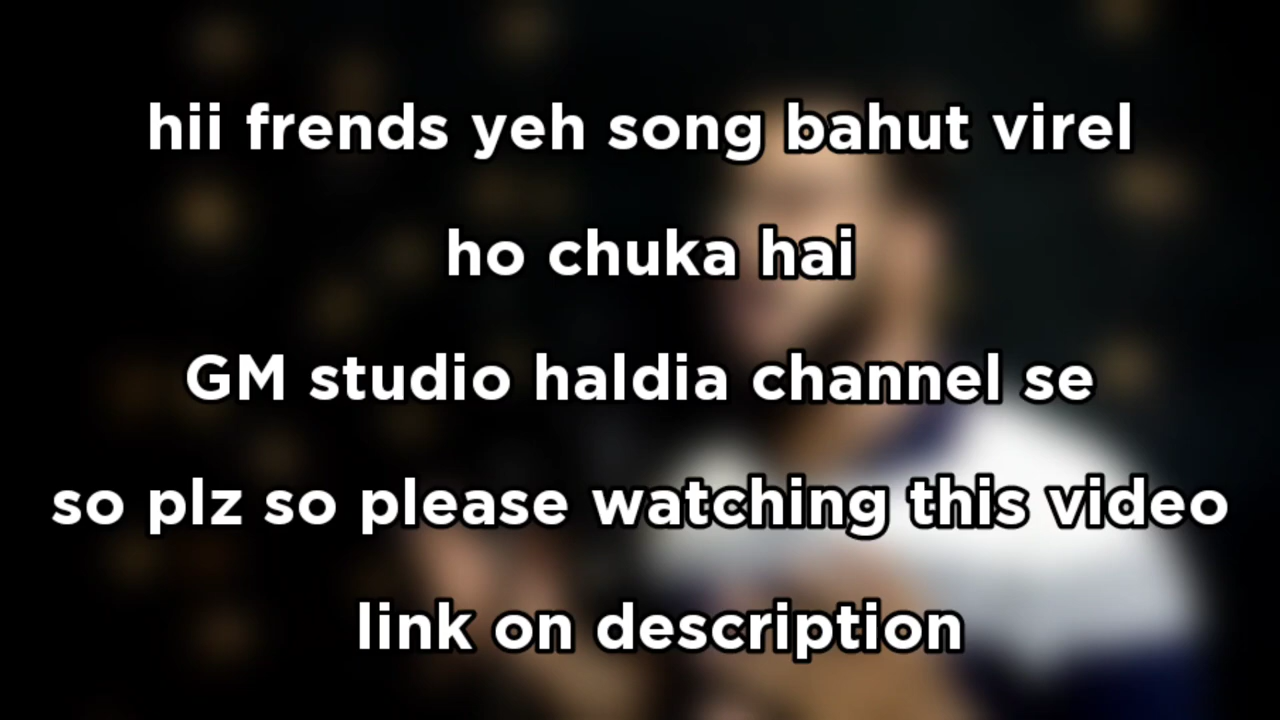 hii frends yeh song bahut virel
ho chuka hai
GM studio haldia channel se
so plz so please watching this video
link on description